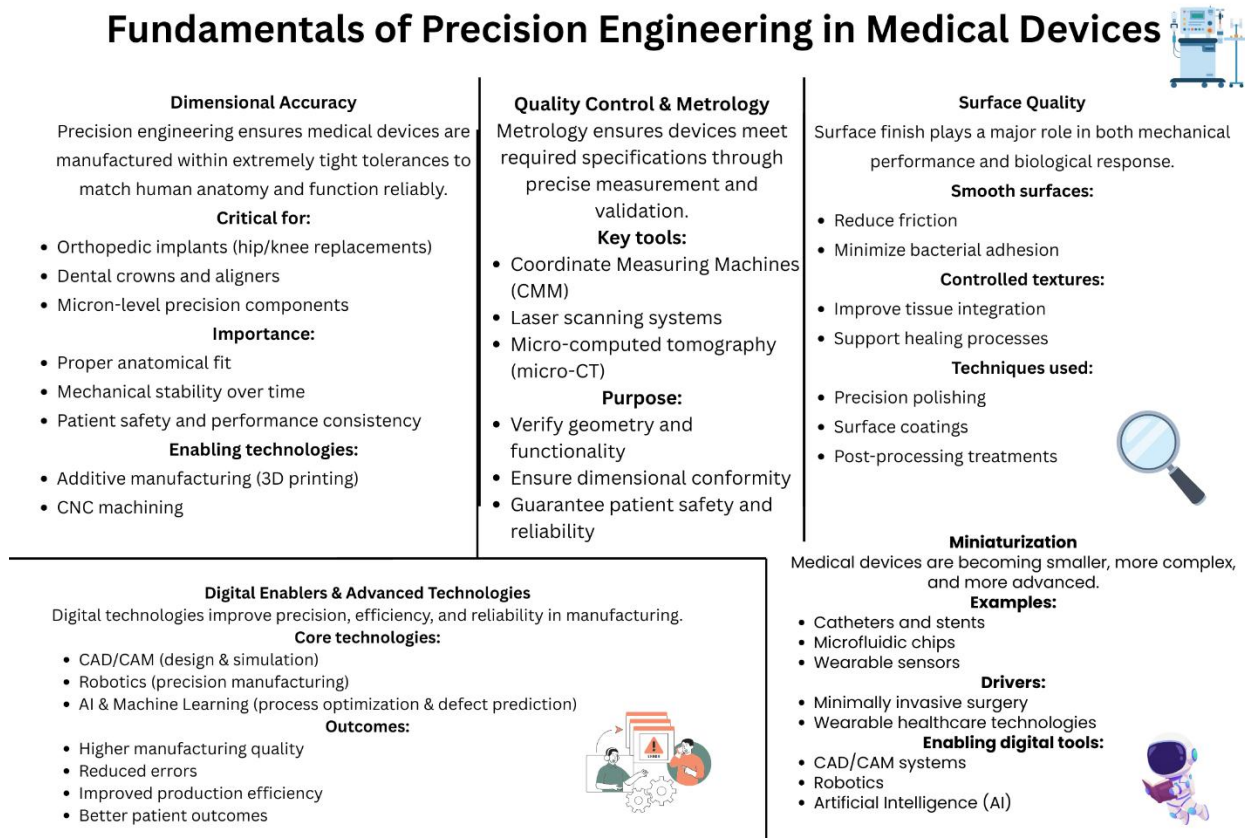 Fundamentals of Precision Engineering in Medical Devices
Dimensional Accuracy
Precision engineering ensures medical devices are
manufactured within extremely tight tolerances to
match human anatomy and function reliably.
Critical for:
• Orthopedic implants (hip/knee replacements)
• Dental crowns and aligners
• Micron-level precision components
Importance:
• Proper anatomical fit
• Mechanical stability over time
• Patient safety and performance consistency
Enabling technologies:
• Additive manufacturing (3D printing)
• CNC machining
Quality Control & Metrology
Metrology ensures devices meet
required specifications through
precise measurement and
validation.
Key tools:
• Coordinate Measuring Machines
(CMM)
• Laser scanning systems
• Micro-computed tomography
(micro-CT)
Purpose:
• Verify geometry and
functionality
• Ensure dimensional conformity
• Guarantee patient safety and
reliability
Surface Quality
Surface finish plays a major role in both mechanical
performance and biological response.
Smooth surfaces:
• Reduce friction
• Minimize bacterial adhesion
Controlled textures:
• Improve tissue integration
• Support healing processes
Techniques used:
• Precision polishing
• Surface coatings
• Post-processing treatments
Digital Enablers & Advanced Technologies
Digital technologies improve precision, efficiency, and reliability in manufacturing.
Core technologies:
• CAD/CAM (design & simulation)
• Robotics (precision manufacturing)
• AI & Machine Learning (process optimization & defect prediction)
Outcomes:
• Higher manufacturing quality
• Reduced errors
• Improved production efficiency
• Better patient outcomes
Miniaturization
Medical devices are becoming smaller, more complex,
and more advanced.
Examples:
• Catheters and stents
• Microfluidic chips
• Wearable sensors
Drivers:
• Minimally invasive surgery
• Wearable healthcare technologies
Enabling digital tools:
• CAD/CAM systems
• Robotics
• Artificial Intelligence (AI)